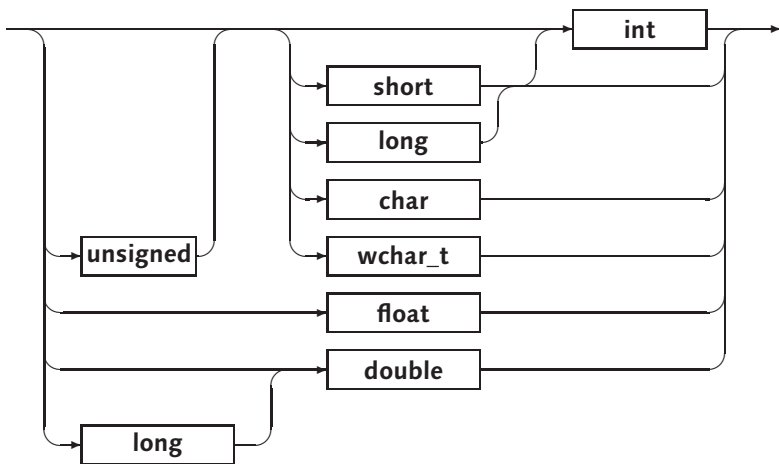 int
short
long
char
unsigned
wchar_t
float
double
long